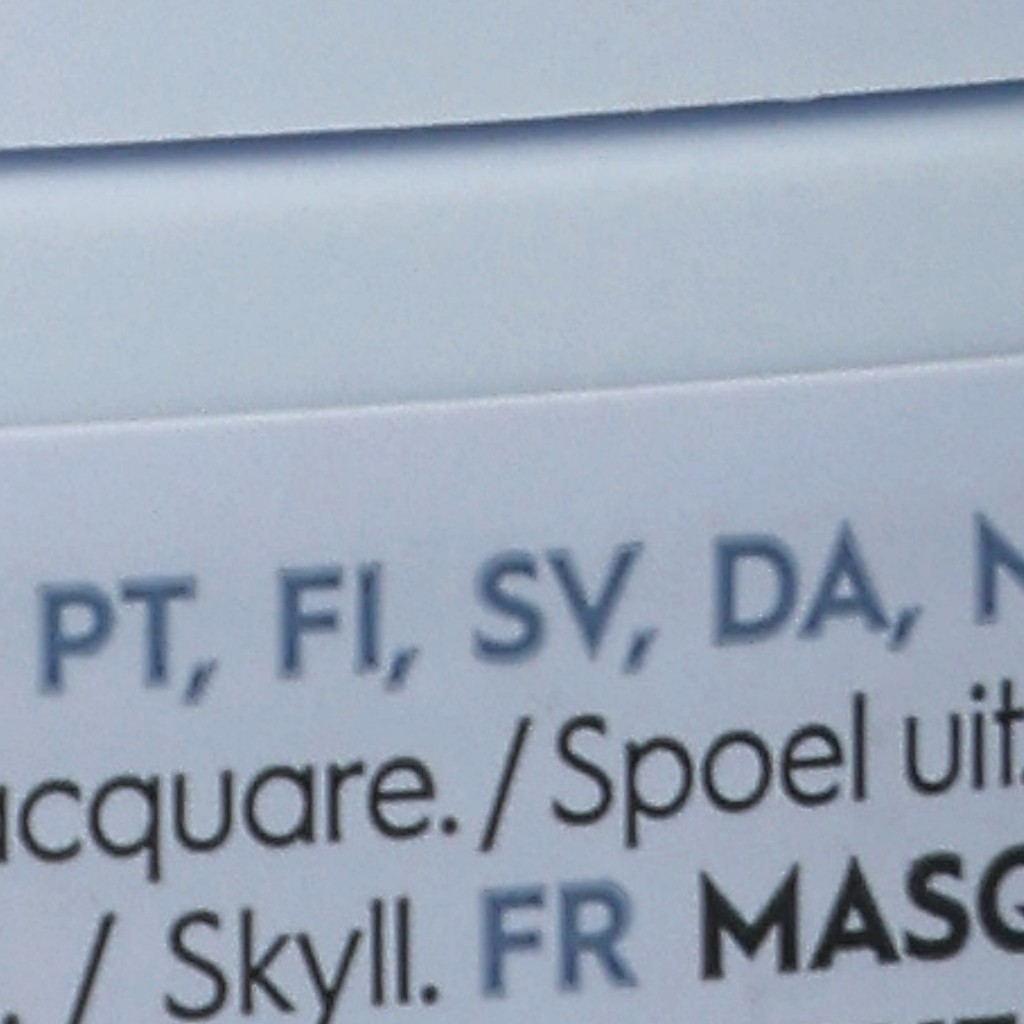 PT, FI, SV, DA, N
acquare. / Spoel uit.
. / Skyll. FR MASQ